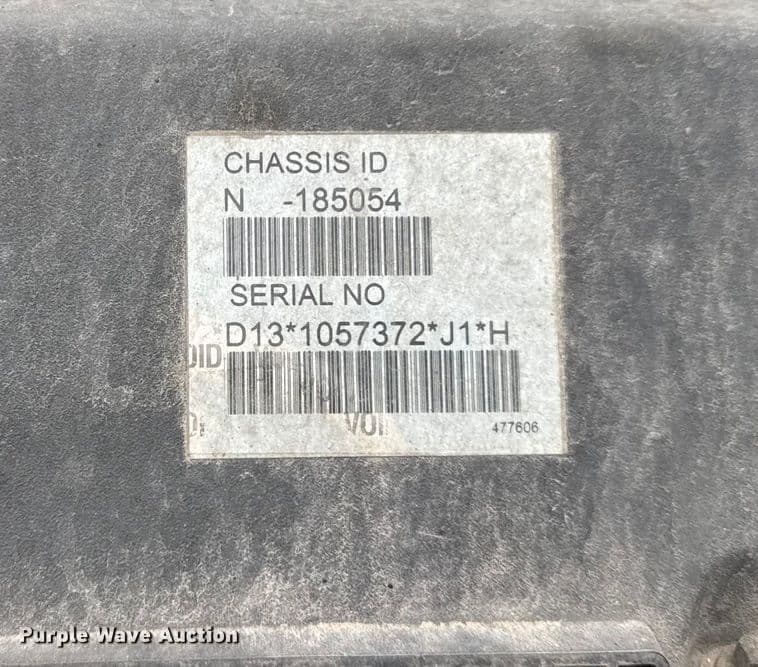 CHASSIS ID
N -185054
SERIAL NO
D13*1057372*J1*H
477606
Purple Wave Auction